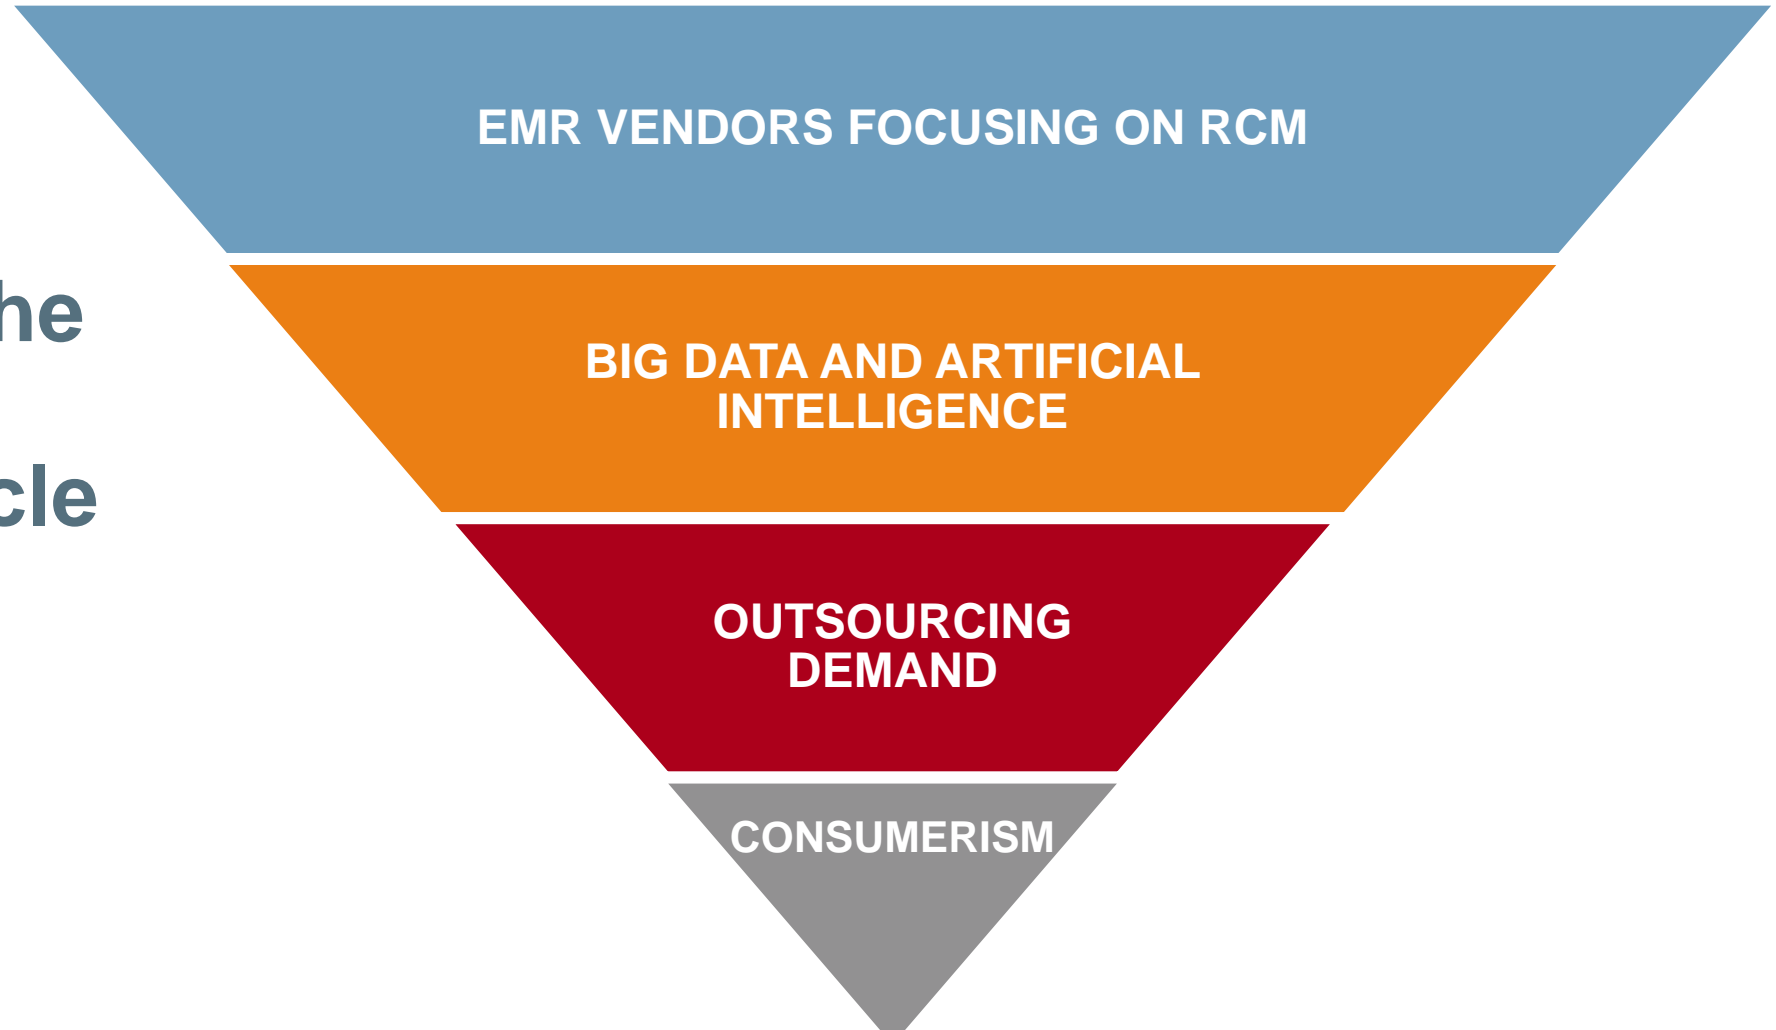 EMR VENDORS FOCUSING ON RCM
he
BIG DATA AND ARTIFICIAL
INTELLIGENCE
cle
OUTSOURCING
DEMAND
CONSUMERISM